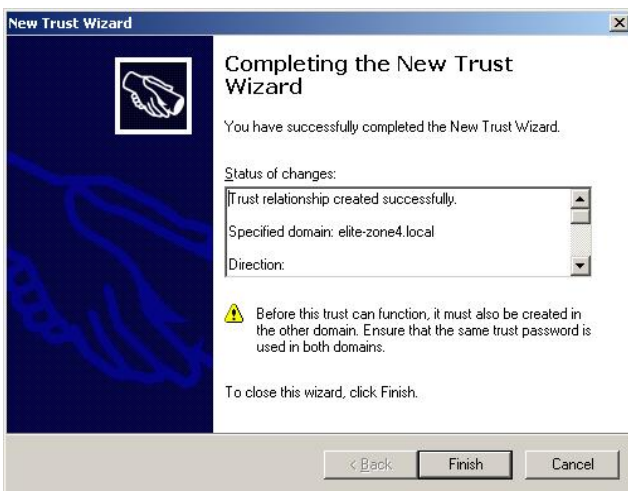 New Trust Wizard
Completing the New Trust
Wizard
You have successfully completed the New Trust Wizard.
Status of changes:
Trust relationship created successfully.
Specified domain: elite-zone4.local
Direction:
Before this trust can function, it must also be created in
the other domain. Ensure that the same trust password is
used in both domains.
To close this wizard, click Finish.
< Back
Finish
Cancel